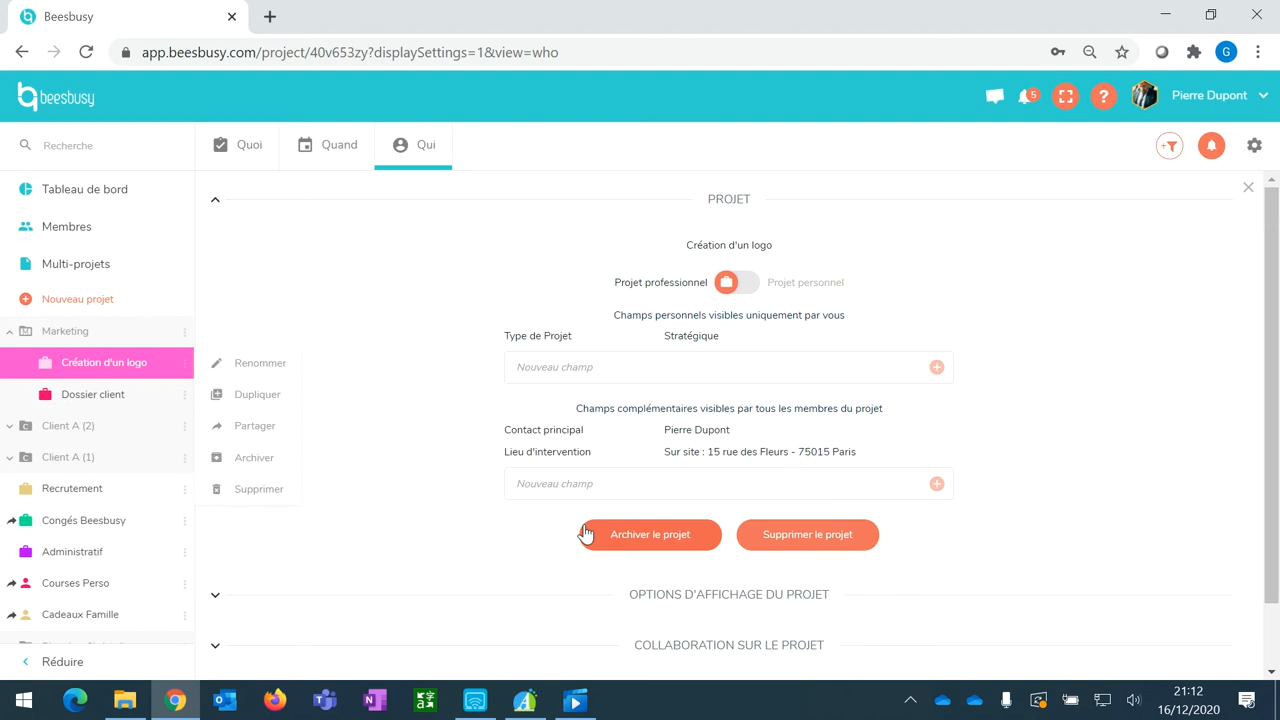 Beesbusy
app.beesbusy.com/project/40v653zy?displaySettings=1&view=who
G
beesbusy
5
?
Pierre Dupont
Recherche
Quoi
Quand
Qui
Tableau de bord
Membres
Multi-projets
Nouveau projet
Marketing
Création d'un logo
Dossier client
Client A (2)
Client A (1)
Recrutement
Congés Beesbusy
Administratif
Courses Perso
Cadeaux Famille
Réduire
Renommer
Dupliquer
Partager
Archiver
Supprimer
PROJET
Création d'un logo
Projet professionnel Projet personnel
Champs personnels visibles uniquement par vous
Type de Projet Stratégique
Nouveau champ
Champs complémentaires visibles par tous les membres du projet
Contact principal Pierre Dupont
Lieu d'intervention Sur site : 15 rue des Fleurs - 75015 Paris
Nouveau champ
Archiver le projet Supprimer le projet
OPTIONS D'AFFICHAGE DU PROJET
COLLABORATION SUR LE PROJET
21:12
16/12/2020